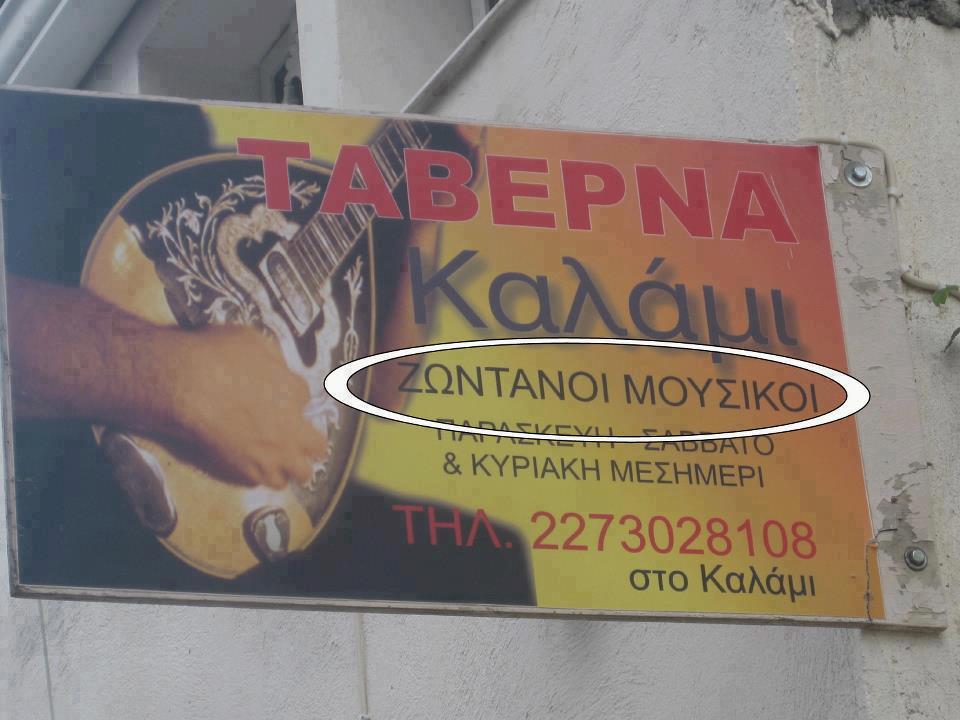 ΤΑΒΕΡΝΑ
Καλάμι
ΖΩΝΤΑΝΟΙ ΜΟΥΣΙΚΟΙ
ΠΑΡΑΣΚΕΥΗ - ΣΑΒΒΑΤΟ
& ΚΥΡΙΑΚΗ ΜΕΣΗΜΕΡΙ
ΤΗΛ. 2273028108
στο Καλάμι